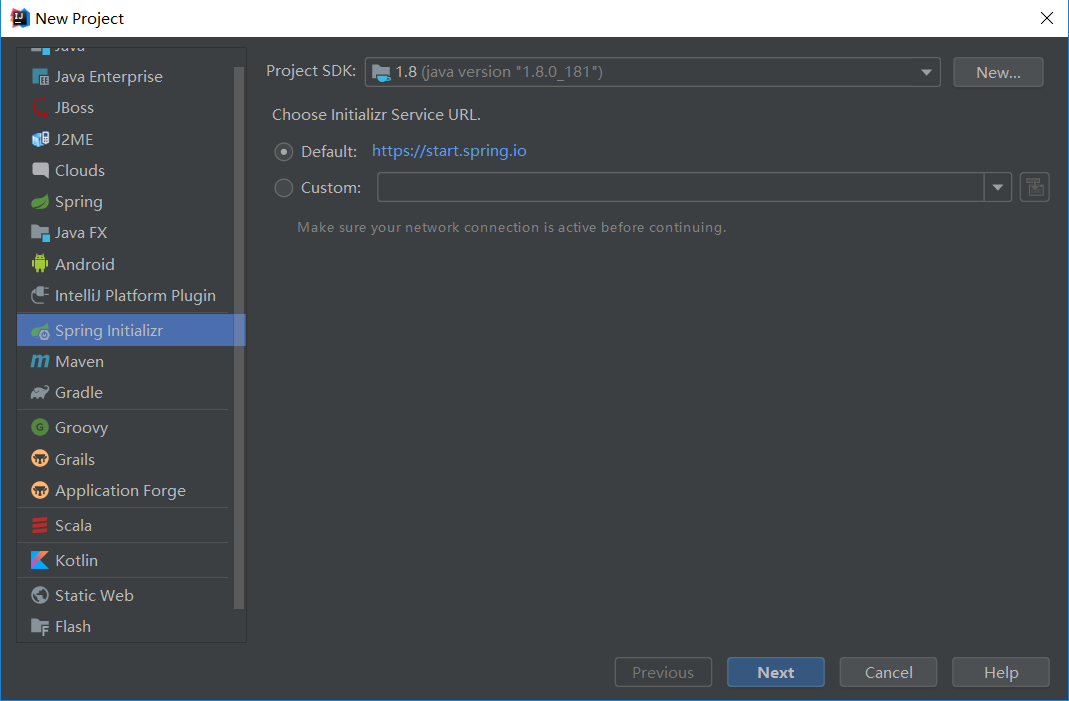 New Project
Java
Java Enterprise
JBoss
J2ME
Clouds
Spring
Java FX
Android
IntelliJ Platform Plugin
Spring Initializr
Maven
Gradle
Groovy
Grails
Application Forge
Scala
Kotlin
Static Web
Flash
Project SDK: 1.8 (java version "1.8.0_181") New...
Choose Initializr Service URL.
Default: https://start.spring.io
Custom:
Make sure your network connection is active before continuing.
Previous Next Cancel Help